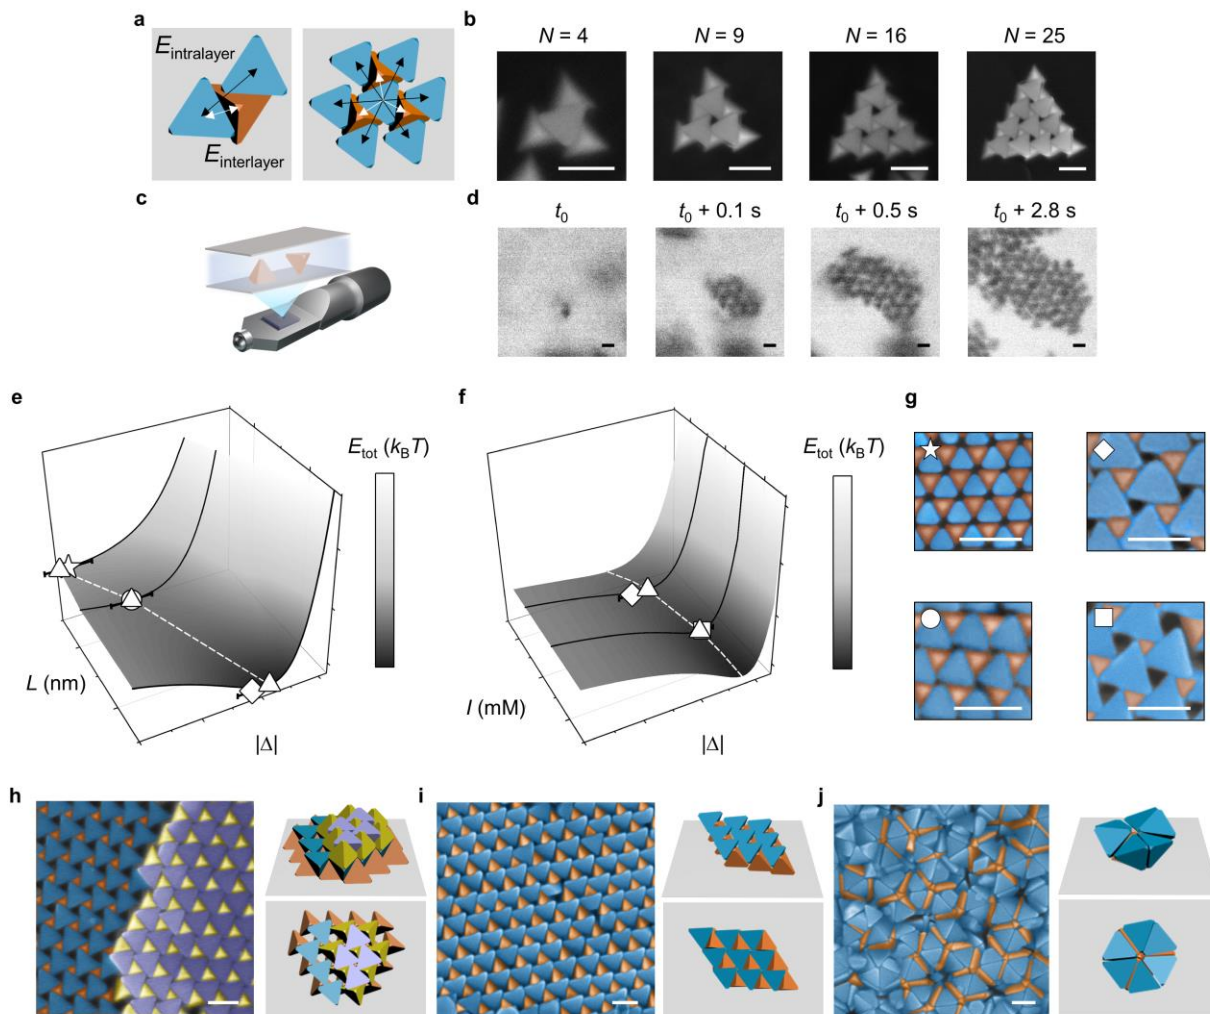 a
E_intralayer
E_interlayer
b
N = 4
N = 9
N = 16
N = 25
c
d
t_0
t_0 + 0.1 s
t_0 + 0.5 s
t_0 + 2.8 s
e
E_tot (k_BT)
L (nm)
|Δ|
f
E_tot (k_BT)
I (mM)
|Δ|
g
h
i
j